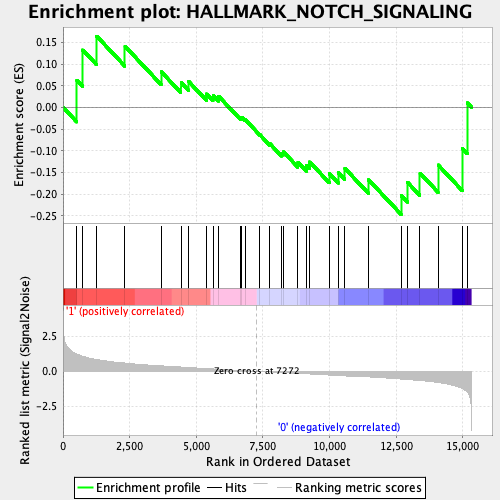 Enrichment plot: HALLMARK_NOTCH_SIGNALING
Enrichment score (ES)
0.15
0.10
0.05
0.00
-0.05
-0.10
-0.15
-0.20
-0.25
'1' (positively correlated)
Ranked list metric (Signal2Noise)
2.5
0.0
-2.5
Zero cross at 7272
'0' (negatively correlated)
0
2,500
5,000
7,500
10,000
12,500
15,000
Rank in Ordered Dataset
Enrichment profile
Hits
Ranking metric scores